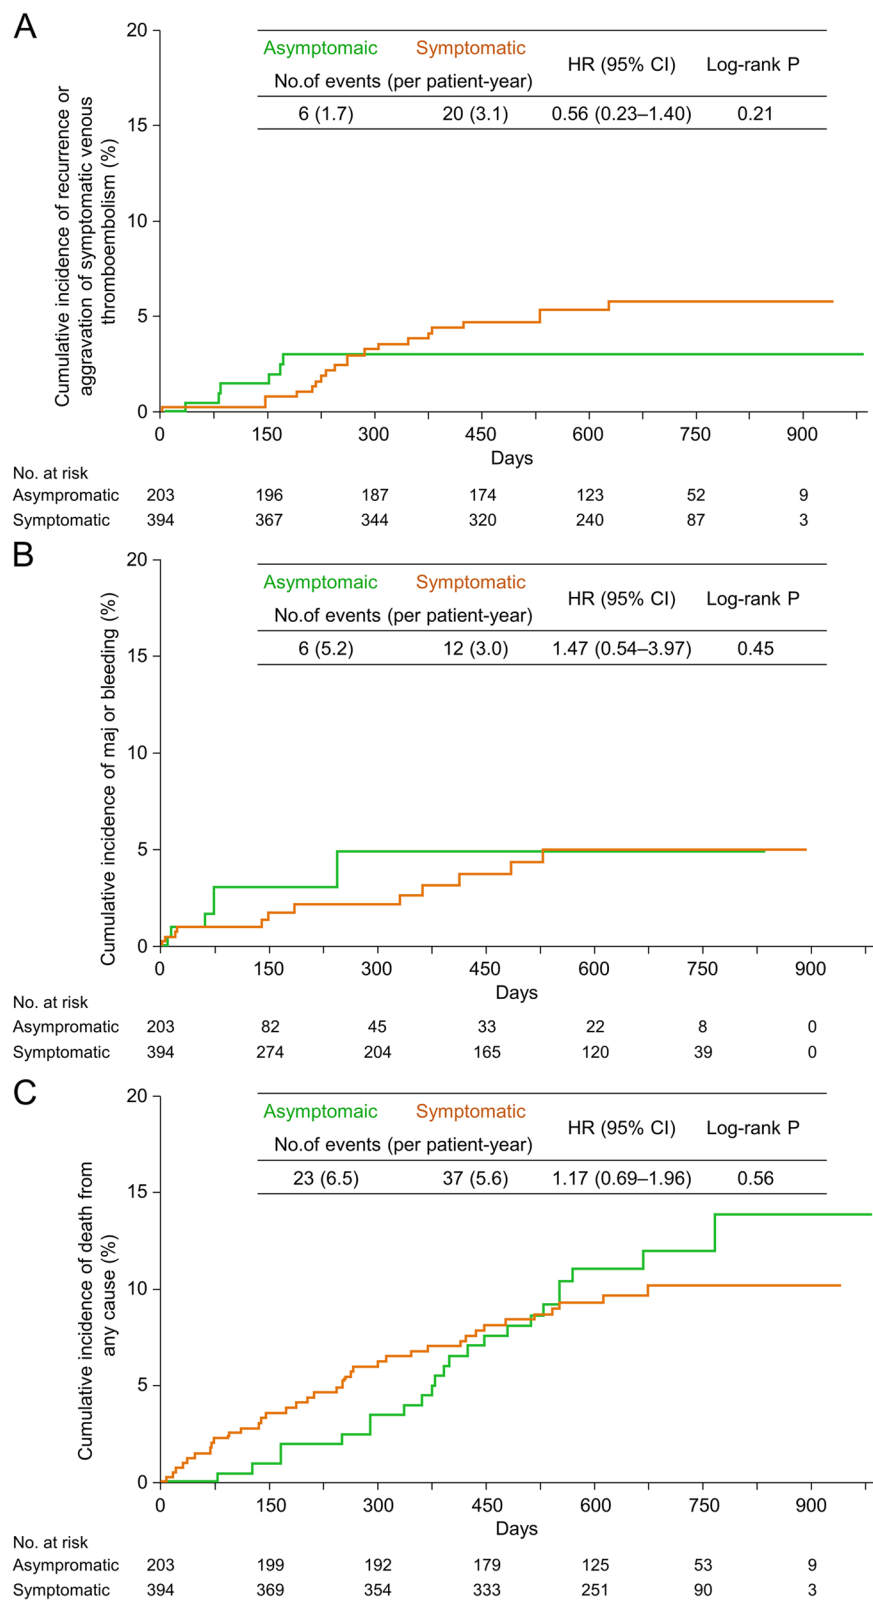 A
Cumulative incidence of recurrence or
aggravation of symptomatic venous
thromboembolism (%)
20
15
10
5
0
Asymptomaic Symptomatic HR (95% CI) Log-rank P
No.of events (per patient-year)
6 (1.7) 20 (3.1) 0.56 (0.23–1.40) 0.21
0 150 300 450 600 750 900
Days
No. at risk
Asympromatic 203 196 187 174 123 52 9
Symptomatic 394 367 344 320 240 87 3
B
Cumulative incidence of maj or bleeding (%)
20
15
10
5
0
Asymptomaic Symptomatic HR (95% CI) Log-rank P
No.of events (per patient-year)
6 (5.2) 12 (3.0) 1.47 (0.54–3.97) 0.45
0 150 300 450 600 750 900
Days
No. at risk
Asympromatic 203 82 45 33 22 8 0
Symptomatic 394 274 204 165 120 39 0
C
Cumulative incidence of death from
any cause (%)
20
15
10
5
0
Asymptomaic Symptomatic HR (95% CI) Log-rank P
No.of events (per patient-year)
23 (6.5) 37 (5.6) 1.17 (0.69–1.96) 0.56
0 150 300 450 600 750 900
Days
No. at risk
Asympromatic 203 199 192 179 125 53 9
Symptomatic 394 369 354 333 251 90 3